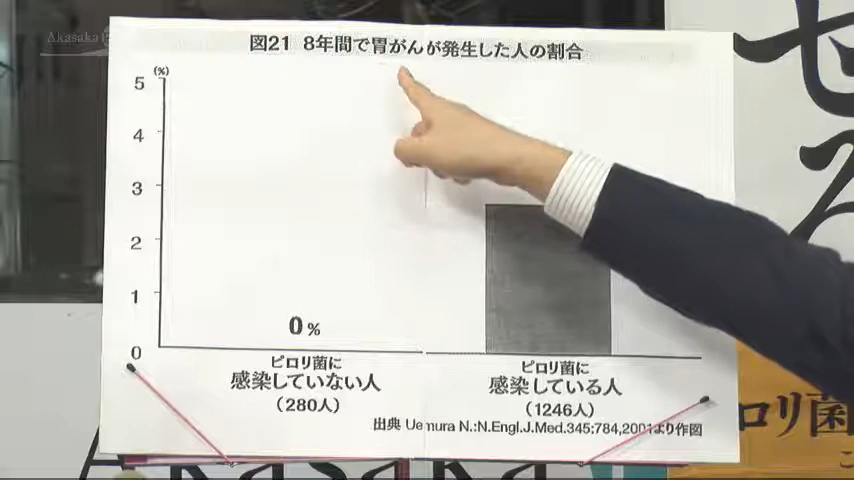 Akasaka
図21 8年間で胃がんが発生した人の割合
(%)
5
4
3
2
1
0
0%
ピロリ菌に
感染していない人
(280人)
ピロリ菌に
感染している人
(1246人)
出典 Uemura N.:N.Engl.J.Med.345:784,2001より作図
ロリ菌